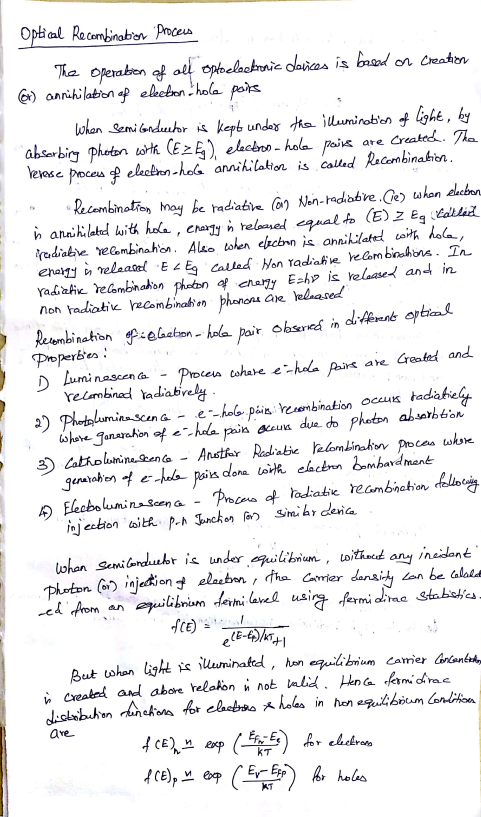 Optical Recombination Process
The operation of all optoelectronic devices is based on creation
(or) annihilation of electron-hole pairs
When Semiconductor is kept under the illumination of light, by
absorbing photon with (E≥Eg), electron-hole pairs are created. The
reverse process of electron-hole annihilation is called Recombination.
Recombination may be radiative (or) Non-radiative. (ie) when electron
is annihilated with hole, energy is released equal to (E) ≥ Eg called
radiative recombination. Also when electron is annihilated with hole,
energy is released E<Eg called Non radiative recombinations. In
radiative recombination photon of energy E=hν is released and in
non radiative recombination phonons are released
Recombination of electron-hole pair observed in different optical
properties:
1) Luminescence - Process where e⁻-hole pairs are created and
recombined radiatively.
2) Photoluminescence - e⁻-hole pairs recombination occurs radiatively
where generation of e⁻-hole pairs occurs due to photon absorbtion
3) Catholuminescence - Another Radiatic recombination process where
generation of e-hole pairs done with electron bombardment
4) Electroluminescence - Process of radiatic recombination following
injection with P-n Junction (or) similar device
When Semiconductor is under equilibrium, without any incident
photon (or) injection of electron, the carrier density can be calculat
-ed from an equilibrium fermi level using fermi dirac statistics.
f(E) = 1 / e^(E-Ef)/KT +1
But when light is illuminated, non equilibrium carrier concentration
is created and above relation is not valid. Hence fermi dirac
distribution functions for electrons & holes in non equilibrium conditions
are
f(E)n ≃ exp (EFn-Ec / KT) for electrons
f(E)p ≃ exp (Ev-EFp / KT) for holes